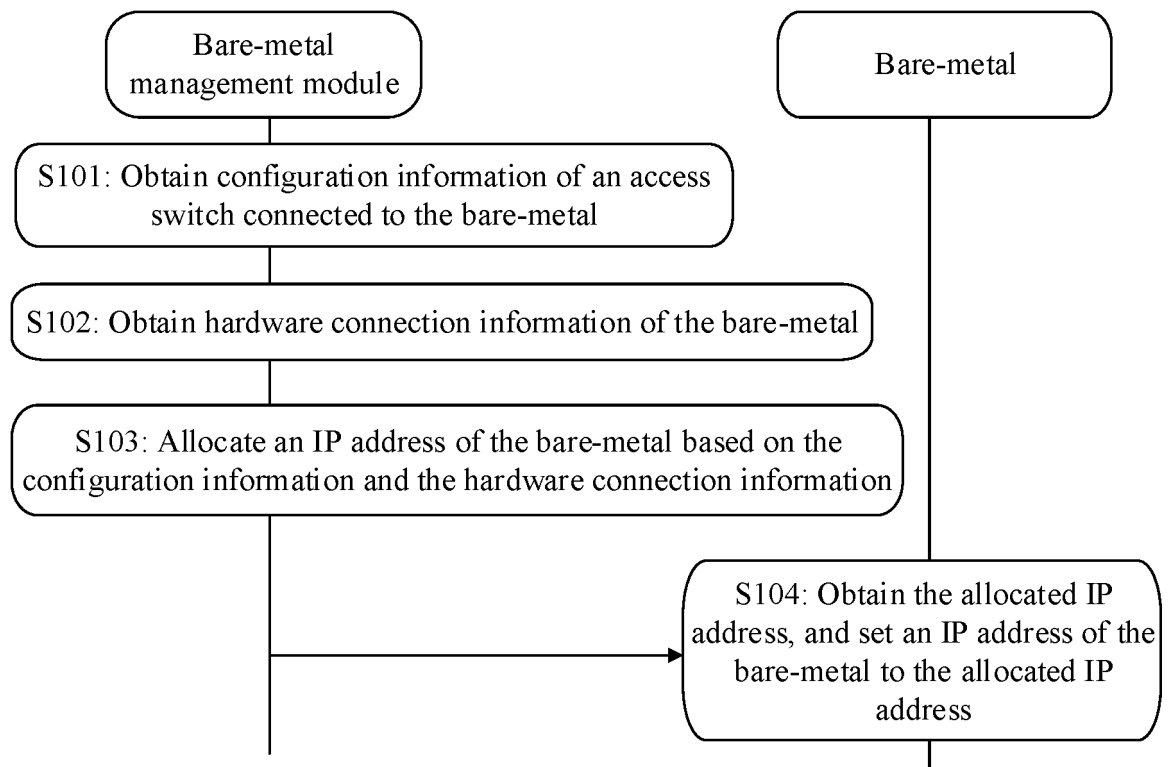 Bare-metal
management module
Bare-metal
S101: Obtain configuration information of an access
switch connected to the bare-metal
S102: Obtain hardware connection information of the bare-metal
S103: Allocate an IP address of the bare-metal based on the
configuration information and the hardware connection information
S104: Obtain the allocated IP
address, and set an IP address of the
bare-metal to the allocated IP
address